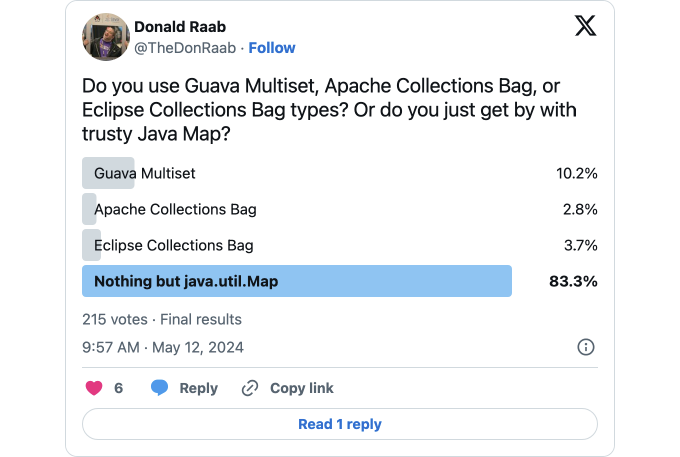 Donald Raab
@TheDonRaab · Follow
Do you use Guava Multiset, Apache Collections Bag, or
Eclipse Collections Bag types? Or do you just get by with
trusty Java Map?
Guava Multiset 10.2%
Apache Collections Bag 2.8%
Eclipse Collections Bag 3.7%
Nothing but java.util.Map 83.3%
215 votes · Final results
9:57 AM · May 12, 2024
6 Reply Copy link
Read 1 reply